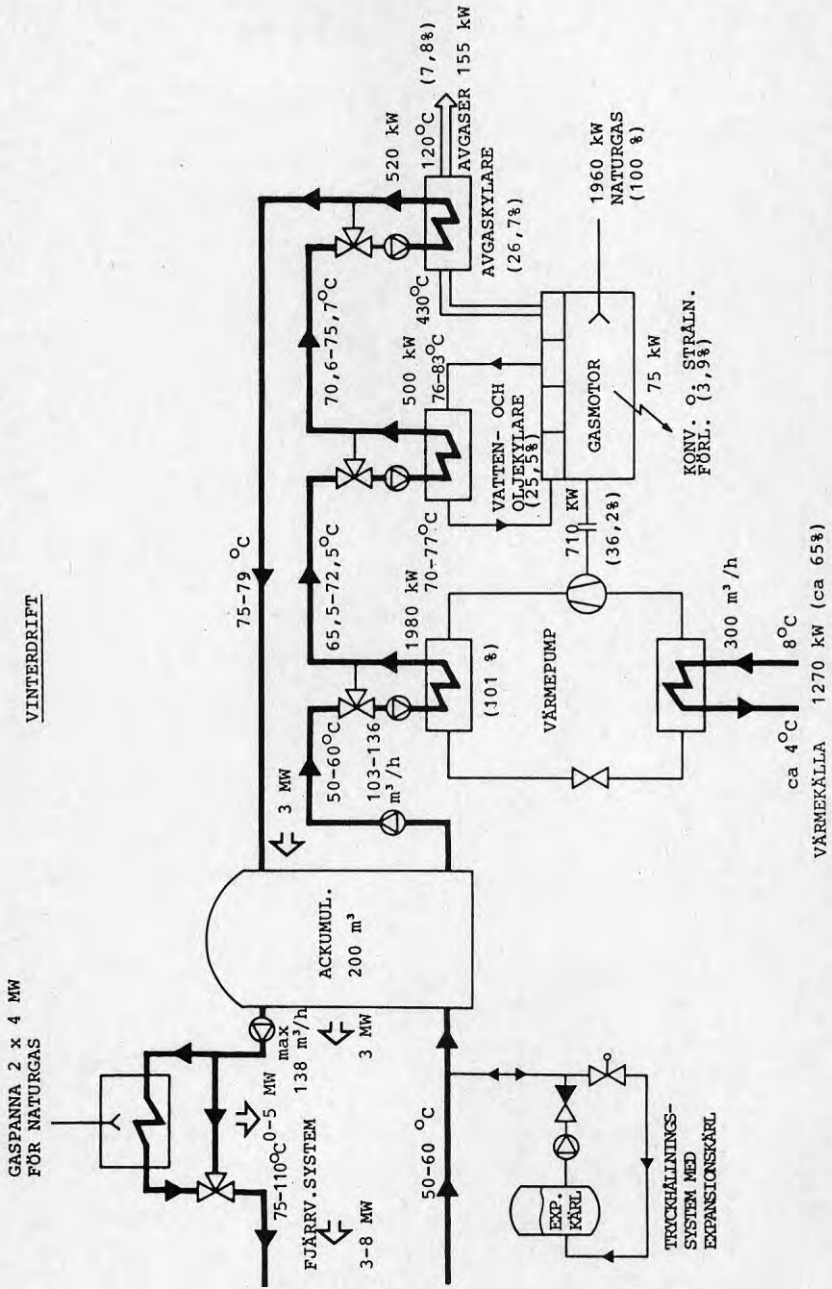 VINTERDRIFT
GASPANNA 2 x 4 MW
FÖR NATURGAS
0-5 MW
max
138 m³/h
75-110°C
FJÄRRV.SYSTEM
3-8 MW
3 MW
ACKUMUL.
200 m³
50-60 °C
EXP.
KÄRL
TRYCKHÅLLNINGS-
SYSTEM MED
EXPANSIONSKÄRL
75-79 °C
3 MW
50-60°C
103-136
m³/h
65,5-72,5°C
1980 kW
(101 %)
VÄRMEPUMP
300 m³/h
ca 4°C
8°C
VÄRMEKÄLLA 1270 kW (ca 65%)
70,6-75,7°C
500 kW
70-77°C
76-83°C
VATTEN- OCH
OLJEKYLARE
(25,5%)
710 KW
(36,2%)
GASMOTOR
75 kW
KONV. O. STRÅLN.
FÖRL. (3,9%)
520 kW
430°C
120°C
(7,8%)
AVGASER 155 kW
AVGASKYLARE
(26,7%)
1960 kW
NATURGAS
(100 %)